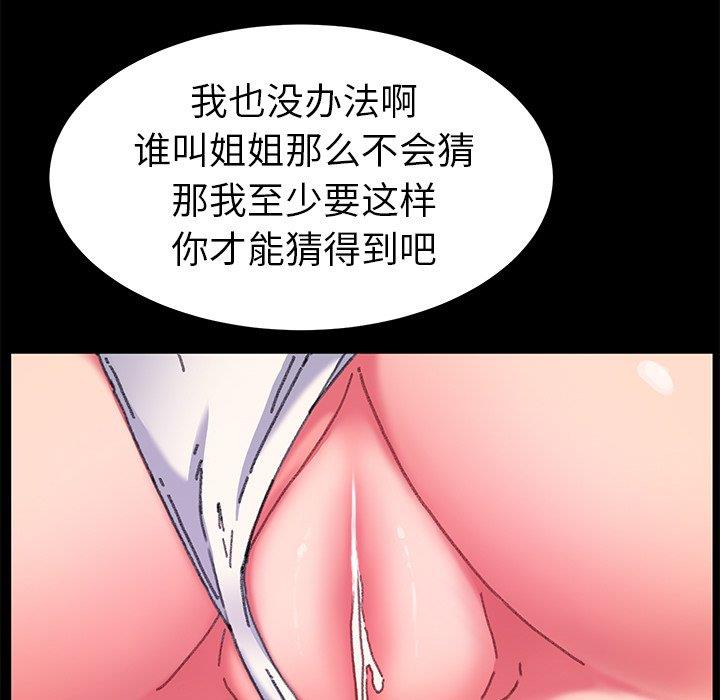 我也没办法啊
谁叫姐姐那么不会猜
那我至少要这样
你才能猜得到吧